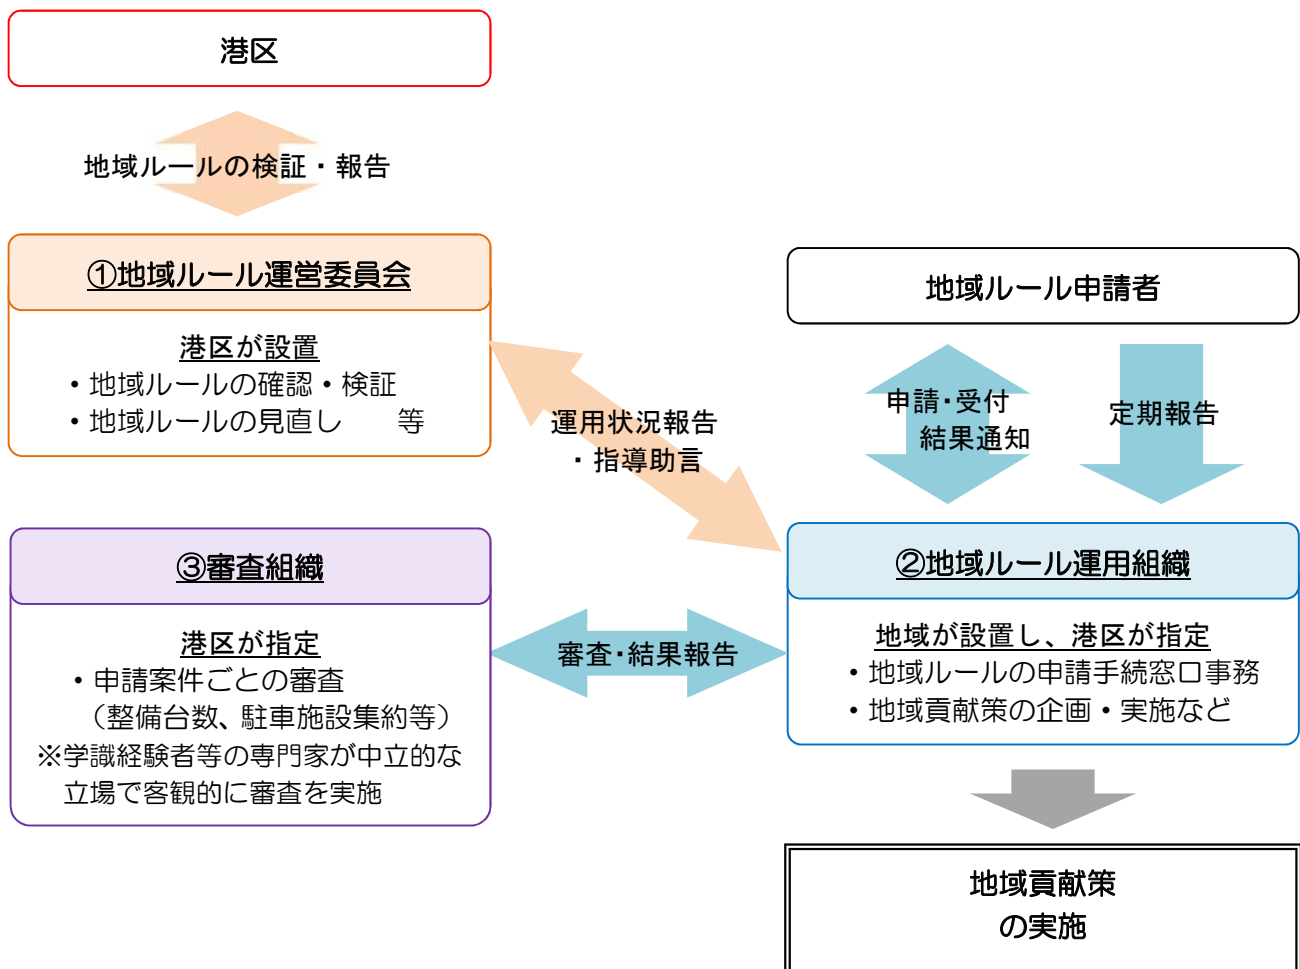 港区
地域ルールの検証・報告
①地域ルール運営委員会
港区が設置
・地域ルールの確認・検証
・地域ルールの見直し　　等
地域ルール申請者
申請・受付
結果通知
定期報告
運用状況報告
・指導助言
③審査組織
港区が指定
・申請案件ごとの審査
（整備台数、駐車施設集約等）
※学識経験者等の専門家が中立的な
立場で客観的に審査を実施
審査・結果報告
②地域ルール運用組織
地域が設置し、港区が指定
・地域ルールの申請手続窓口事務
・地域貢献策の企画・実施など
地域貢献策
の実施